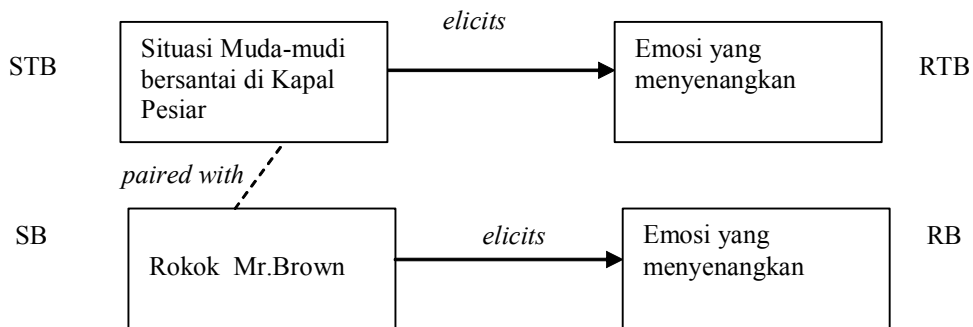 elicits
STB
Situasi Muda-mudi
bersantai di Kapal
Pesiar
Emosi yang
menyenangkan
RTB
paired with
SB
Rokok Mr.Brown
elicits
Emosi yang
menyenangkan
RB